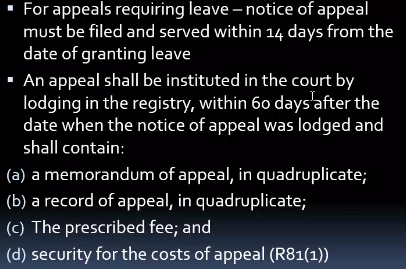 ▪ For appeals requiring leave – notice of appeal
must be filed and served within 14 days from the
date of granting leave
▪ An appeal shall be instituted in the court by
lodging in the registry, within 60 days after the
date when the notice of appeal was lodged and
shall contain:
(a) a memorandum of appeal, in quadruplicate;
(b) a record of appeal, in quadruplicate;
(c) The prescribed fee; and
(d) security for the costs of appeal (R81(1))